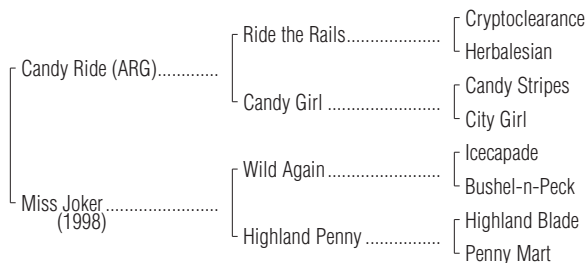 Cryptoclearance
Ride the Rails
Herbalesian
Candy Ride (ARG)
Candy Stripes
Candy Girl
City Girl
Icecapade
Wild Again
Bushel-n-Peck
Miss Joker
(1998)
Highland Blade
Highland Penny
Penny Mart